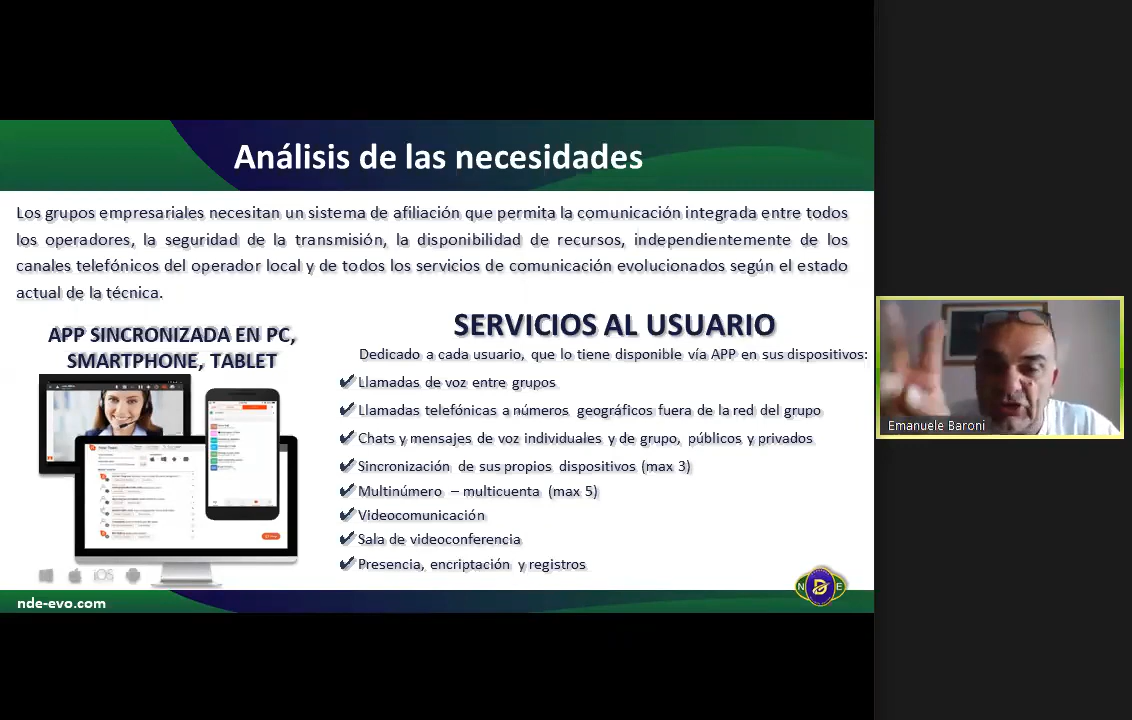 Análisis de las necesidades
Los grupos empresariales necesitan un sistema de afiliación que permita la comunicación integrada entre todos
los operadores, la seguridad de la transmisión, la disponibilidad de recursos, independientemente de los
canales telefónicos del operador local y de todos los servicios de comunicación evolucionados según el estado
actual de la técnica.
APP SINCRONIZADA EN PC,
SMARTPHONE, TABLET
iOS
SERVICIOS AL USUARIO
Dedicado a cada usuario, que lo tiene disponible vía APP en sus dispositivos:
✔Llamadas de voz entre grupos
✔Llamadas telefónicas a números geográficos fuera de la red del grupo
✔Chats y mensajes de voz individuales y de grupo, públicos y privados
✔Sincronización de sus propios dispositivos (max 3)
✔Multinúmero – multicuenta (max 5)
✔Videocomunicación
✔Sala de videoconferencia
✔Presencia, encriptación y registros
N D E
nde-evo.com
Emanuele Baroni